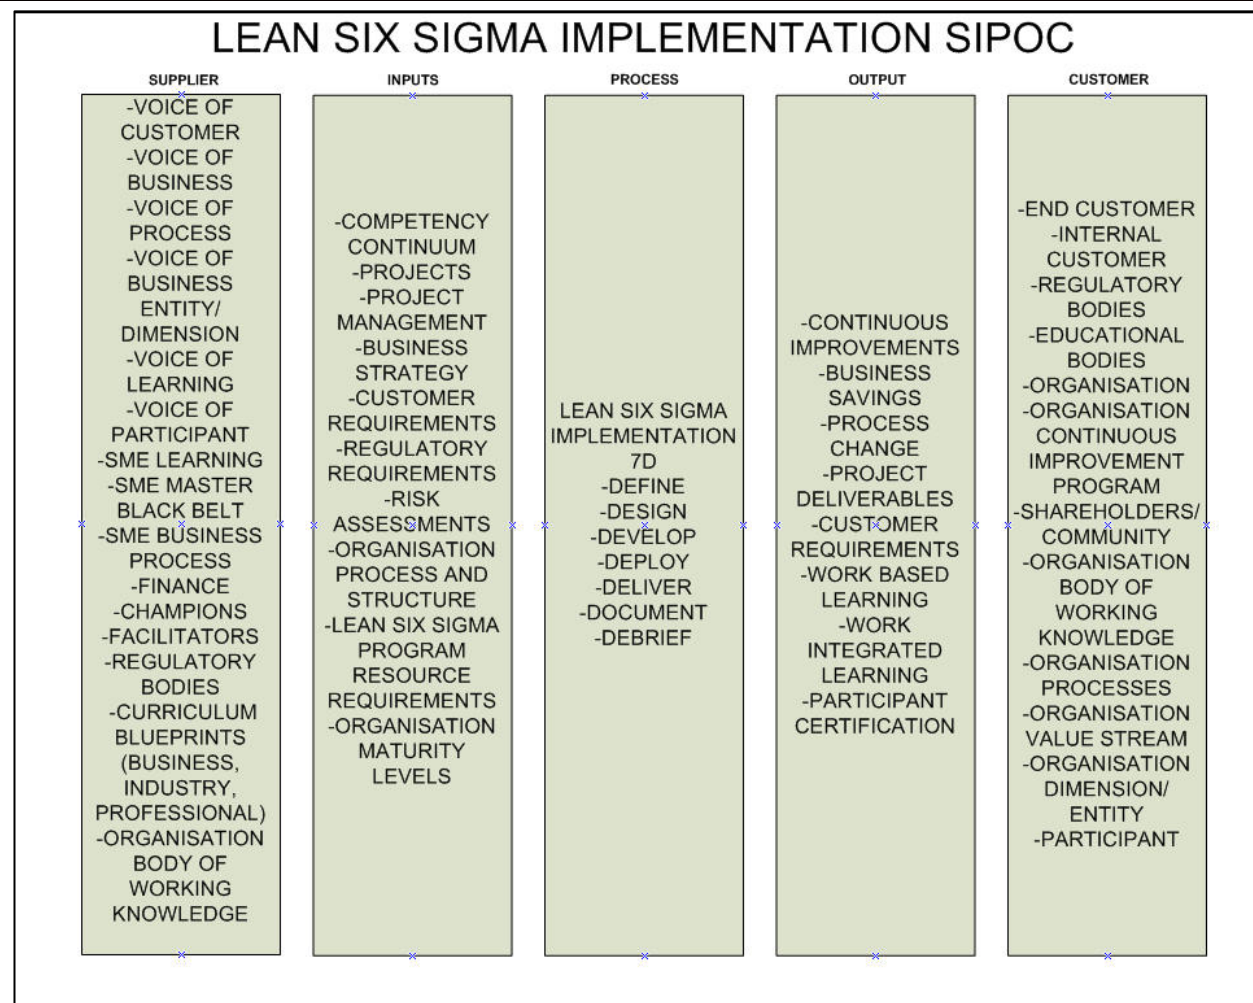 LEAN SIX SIGMA IMPLEMENTATION SIPOC
SUPPLIER
-VOICE OF
CUSTOMER
-VOICE OF
BUSINESS
-VOICE OF
PROCESS
-VOICE OF
BUSINESS
ENTITY/
DIMENSION
-VOICE OF
LEARNING
-VOICE OF
PARTICIPANT
-SME LEARNING
-SME MASTER
BLACK BELT
-SME BUSINESS
PROCESS
-FINANCE
-CHAMPIONS
-FACILITATORS
-REGULATORY
BODIES
-CURRICULUM
BLUEPRINTS
(BUSINESS,
INDUSTRY,
PROFESSIONAL)
-ORGANISATION
BODY OF
WORKING
KNOWLEDGE
INPUTS
-COMPETENCY
CONTINUUM
-PROJECTS
-PROJECT
MANAGEMENT
-BUSINESS
STRATEGY
-CUSTOMER
REQUIREMENTS
-REGULATORY
REQUIREMENTS
-RISK
ASSESSMENTS
-ORGANISATION
PROCESS AND
STRUCTURE
-LEAN SIX SIGMA
PROGRAM
RESOURCE
REQUIREMENTS
-ORGANISATION
MATURITY
LEVELS
PROCESS
LEAN SIX SIGMA
IMPLEMENTATION
7D
-DEFINE
-DESIGN
-DEVELOP
-DEPLOY
-DELIVER
-DOCUMENT
-DEBRIEF
OUTPUT
-CONTINUOUS
IMPROVEMENTS
-BUSINESS
SAVINGS
-PROCESS
CHANGE
-PROJECT
DELIVERABLES
-CUSTOMER
REQUIREMENTS
-WORK BASED
LEARNING
-WORK
INTEGRATED
LEARNING
-PARTICIPANT
CERTIFICATION
CUSTOMER
-END CUSTOMER
-INTERNAL
CUSTOMER
-REGULATORY
BODIES
-EDUCATIONAL
BODIES
-ORGANISATION
-ORGANISATION
CONTINUOUS
IMPROVEMENT
PROGRAM
-SHAREHOLDERS/
COMMUNITY
-ORGANISATION
BODY OF
WORKING
KNOWLEDGE
-ORGANISATION
PROCESSES
-ORGANISATION
VALUE STREAM
-ORGANISATION
DIMENSION/
ENTITY
-PARTICIPANT